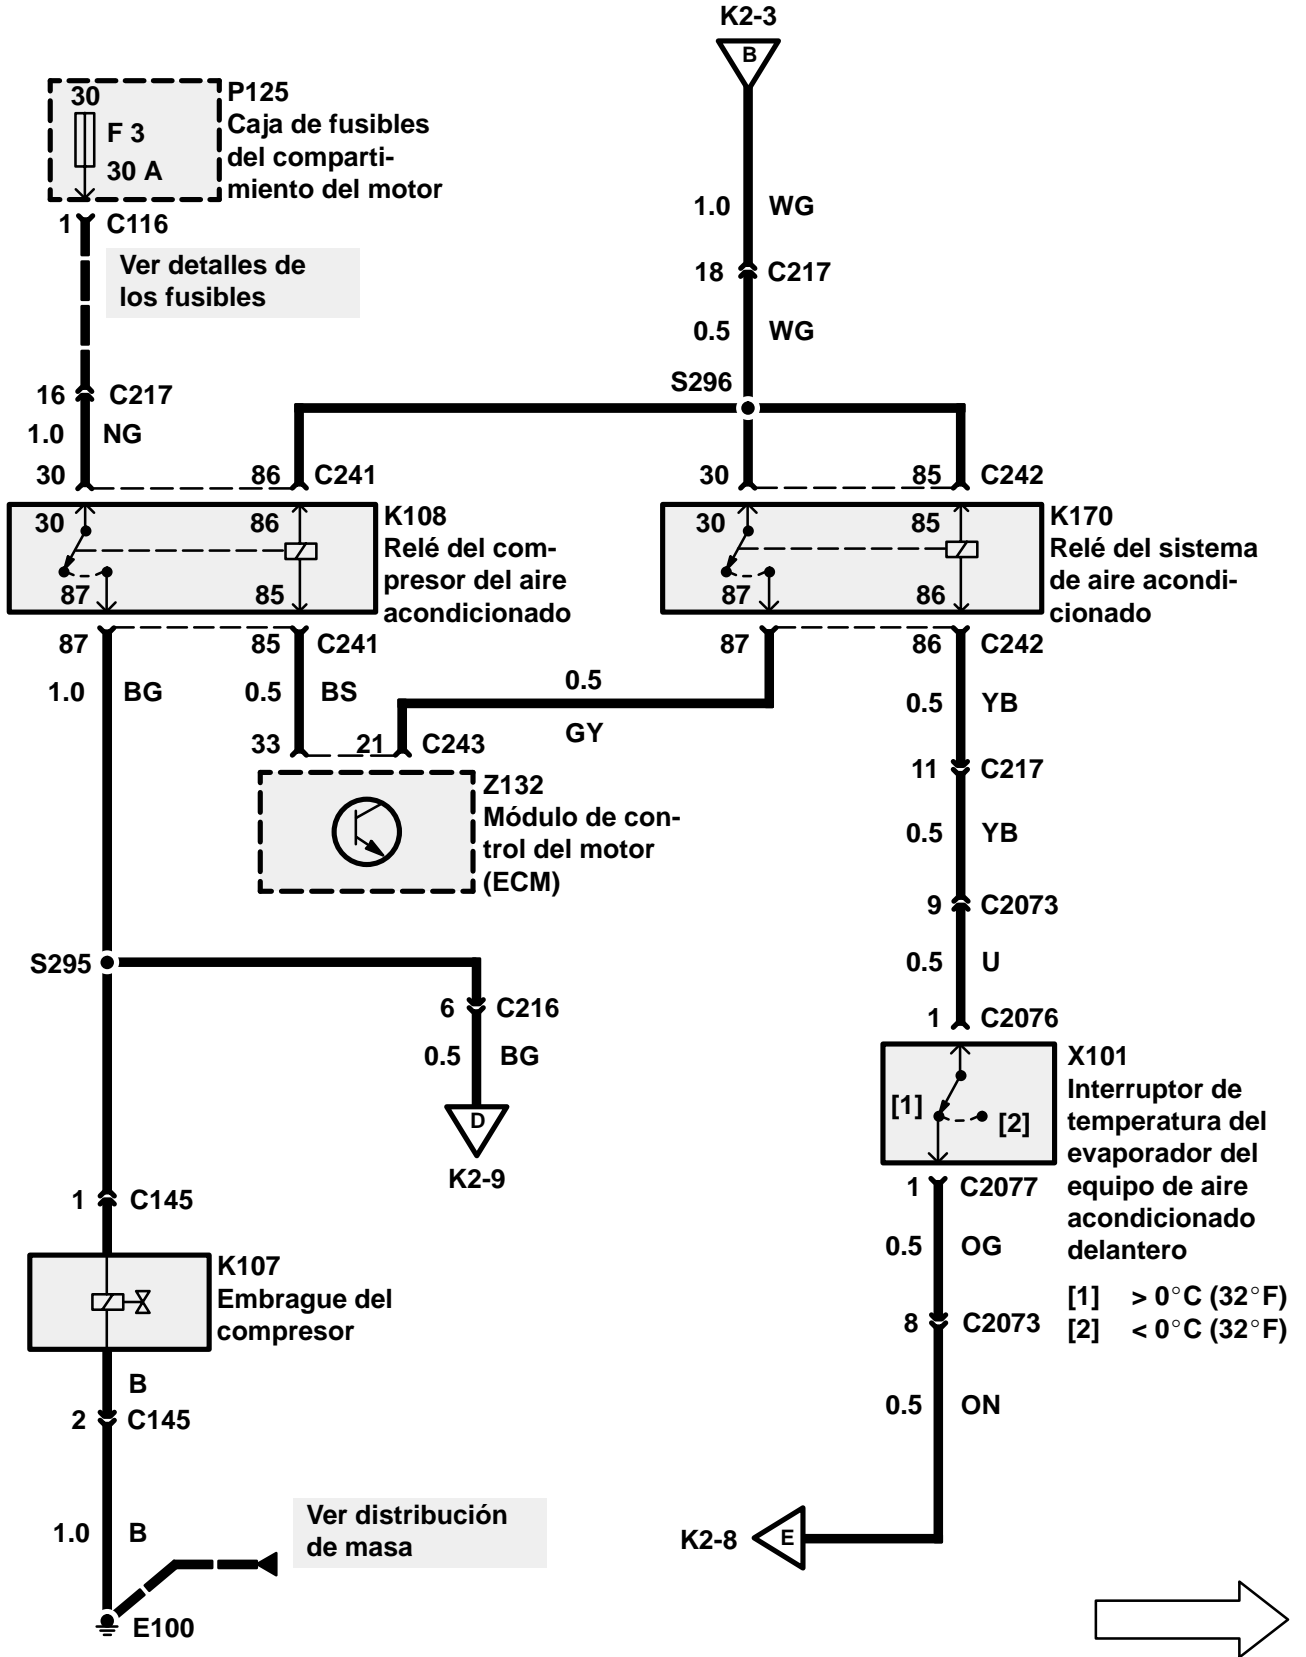 K2-3
B
30
F 3
30 A
P125
Caja de fusibles
del comparti-
miento del motor
1 C116
Ver detalles de
los fusibles
1.0 WG
18 C217
0.5 WG
16 C217
1.0 NG
S296
30 86 C241
30 85 C242
30 86
87 85
K108
Relé del com-
presor del aire
acondicionado
30 85
87 86
K170
Relé del sistema
de aire acondi-
cionado
87 85 C241
87 86 C242
1.0 BG
0.5 BS
0.5
GY
0.5 YB
33 21 C243
11 C217
Z132
Módulo de con-
trol del motor
(ECM)
0.5 YB
9 C2073
0.5 U
S295
6 C216
0.5 BG
D
K2-9
1 C2076
[1]
[2]
X101
Interruptor de
temperatura del
evaporador del
equipo de aire
acondicionado
delantero
[1] > 0°C (32°F)
[2] < 0°C (32°F)
1 C2077
0.5 OG
8 C2073
0.5 ON
1 C145
K107
Embrague del
compresor
B
2 C145
1.0 B
Ver distribución
de masa
E100
K2-8
E